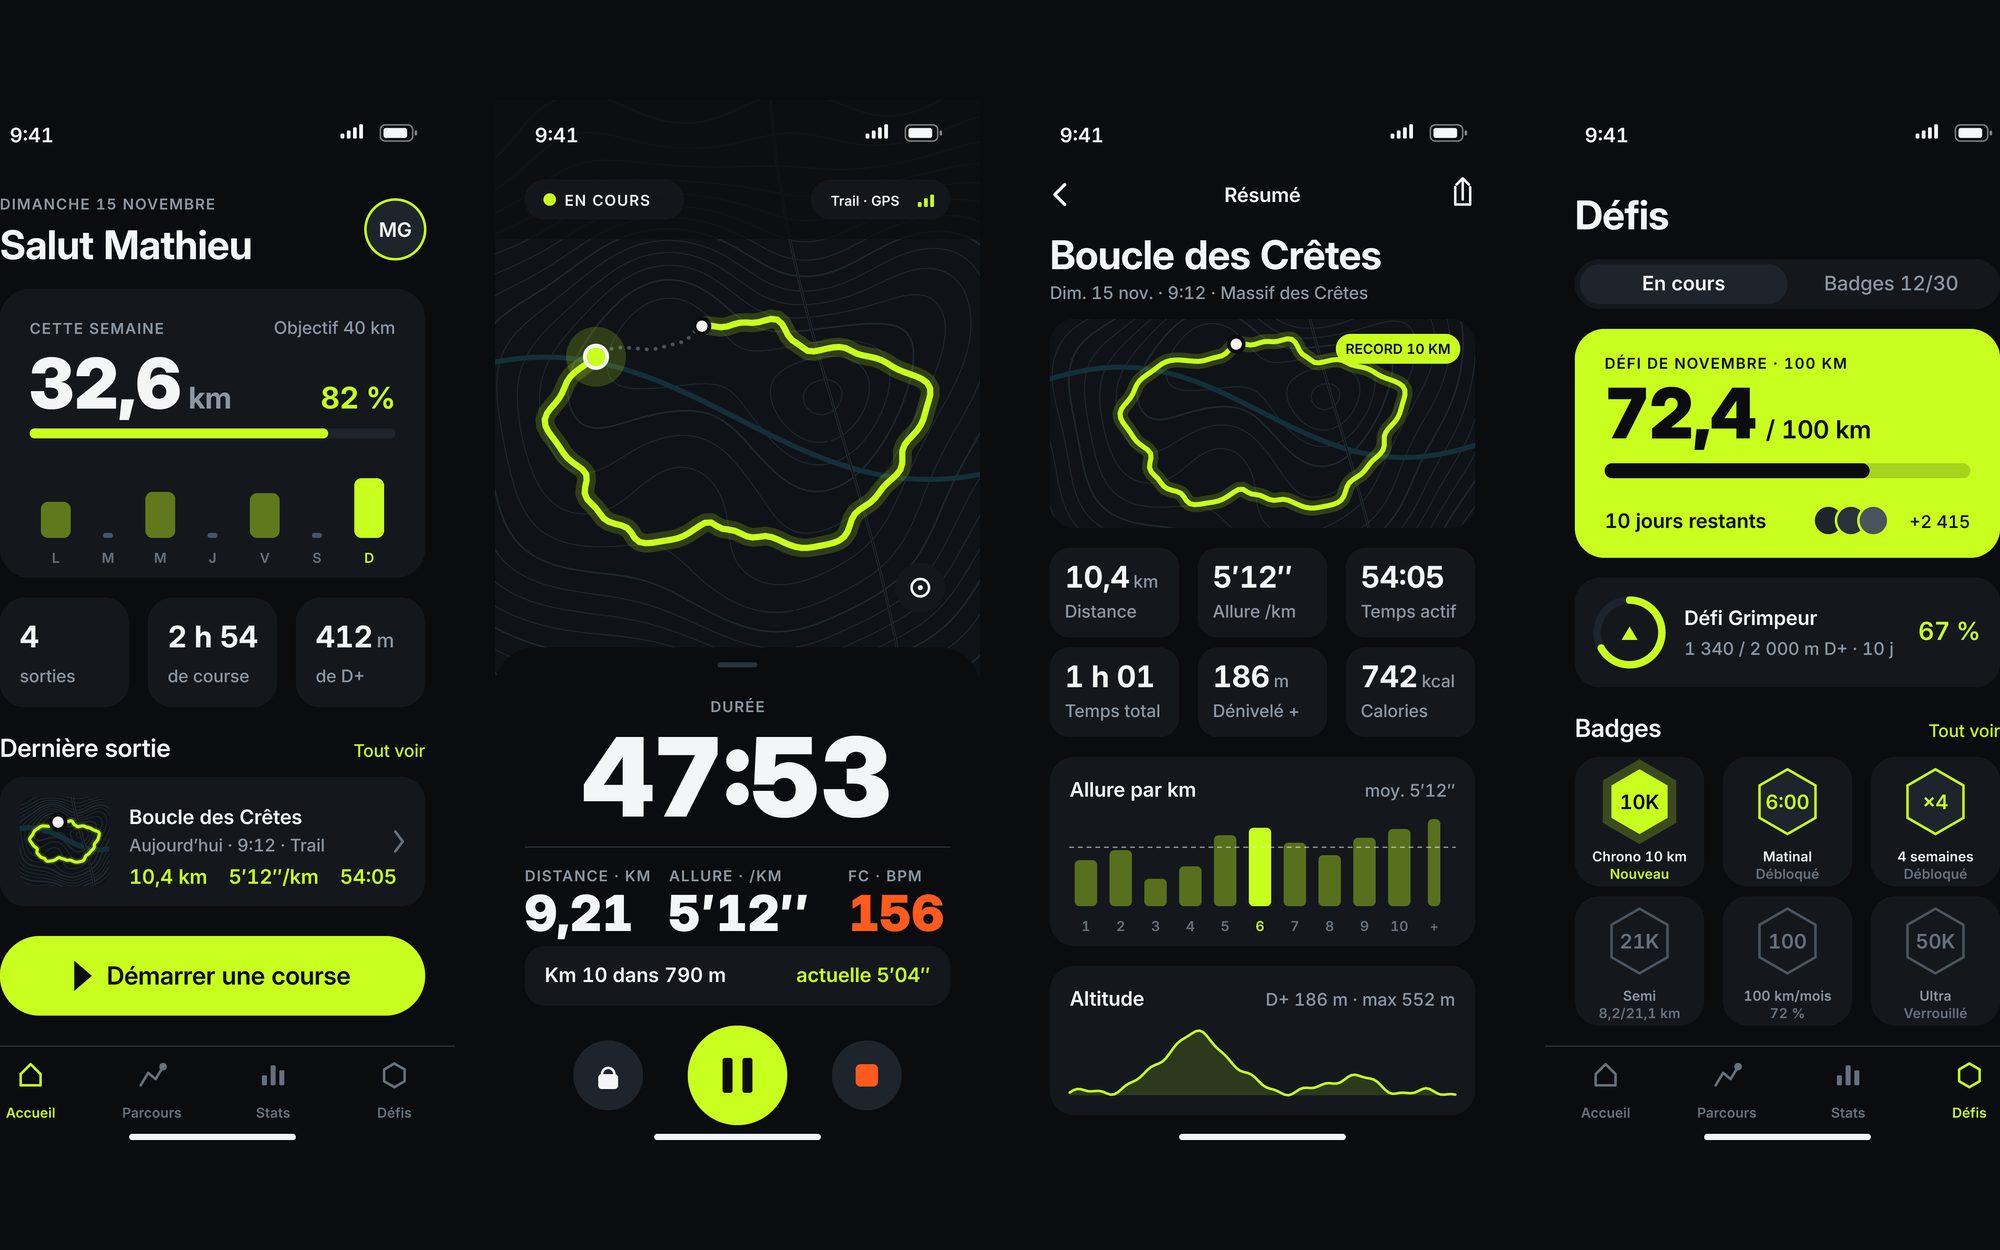 9:41
DIMANCHE 15 NOVEMBRE
Salut Mathieu
MG
CETTE SEMAINE
Objectif 40 km
32,6 km
82 %
L M M J V S D
4
sorties
2 h 54
de course
412 m
de D+
Dernière sortie
Tout voir
Boucle des Crêtes
Aujourd’hui · 9:12 · Trail
10,4 km 5′12″/km 54:05
Démarrer une course
Accueil Parcours Stats Défis
9:41
EN COURS
Trail · GPS
DURÉE
47:53
DISTANCE · KM ALLURE · /KM FC · BPM
9,21 5′12″ 156
Km 10 dans 790 m
actuelle 5′04″
9:41
Résumé
Boucle des Crêtes
Dim. 15 nov. · 9:12 · Massif des Crêtes
RECORD 10 KM
10,4 km
Distance
5′12″
Allure /km
54:05
Temps actif
1 h 01
Temps total
186 m
Dénivelé +
742 kcal
Calories
Allure par km
moy. 5′12″
1 2 3 4 5 6 7 8 9 10 +
Altitude
D+ 186 m · max 552 m
9:41
Défis
En cours
Badges 12/30
DÉFI DE NOVEMBRE · 100 KM
72,4 / 100 km
10 jours restants
+2 415
Défi Grimpeur
1 340 / 2 000 m D+ · 10 j
67 %
Badges
Tout voir
10K
Chrono 10 km
Nouveau
6:00
Matinal
Débloqué
×4
4 semaines
Débloqué
21K
Semi
8,2/21,1 km
100
100 km/mois
72 %
50K
Ultra
Verrouillé
Accueil Parcours Stats Défis